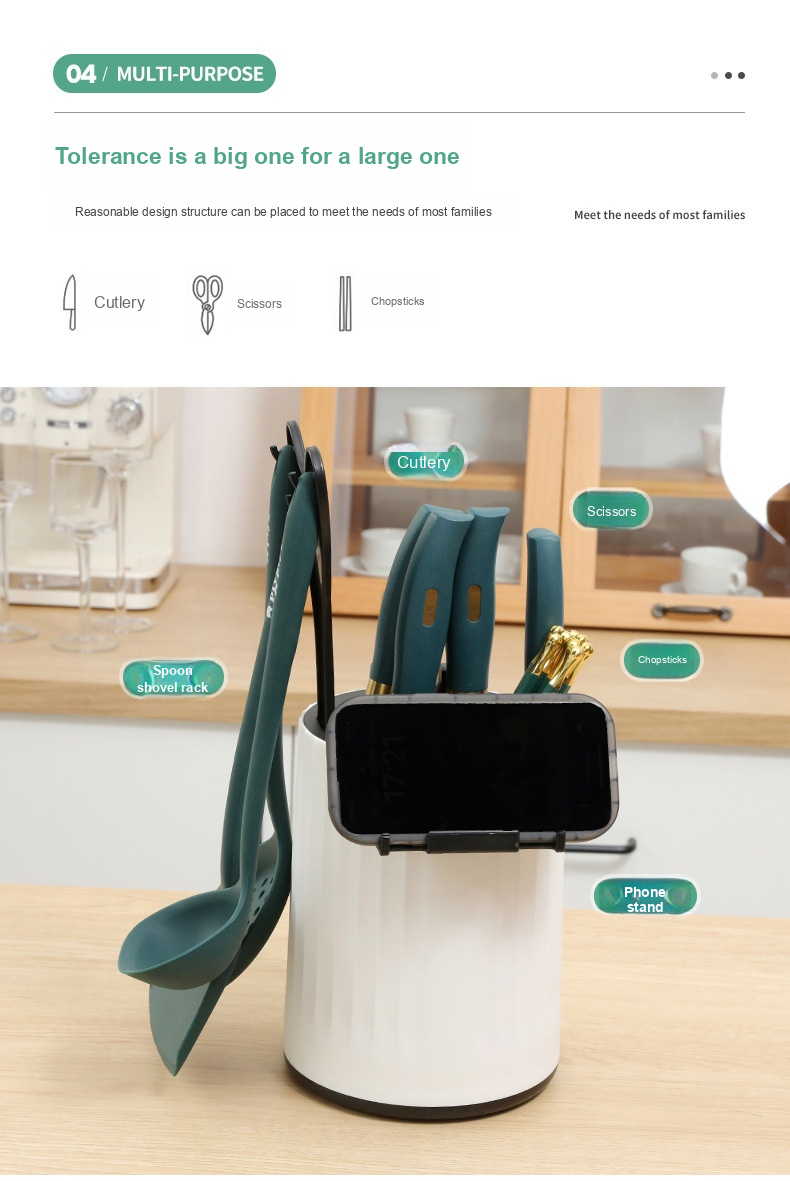 04 / MULTI-PURPOSE
Tolerance is a big one for a large one
Reasonable design structure can be placed to meet the needs of most families
Meet the needs of most families
Cutlery
Scissors
Chopsticks
Cutlery
Scissors
Chopsticks
Spoon
shovel rack
17:21
Phone
stand